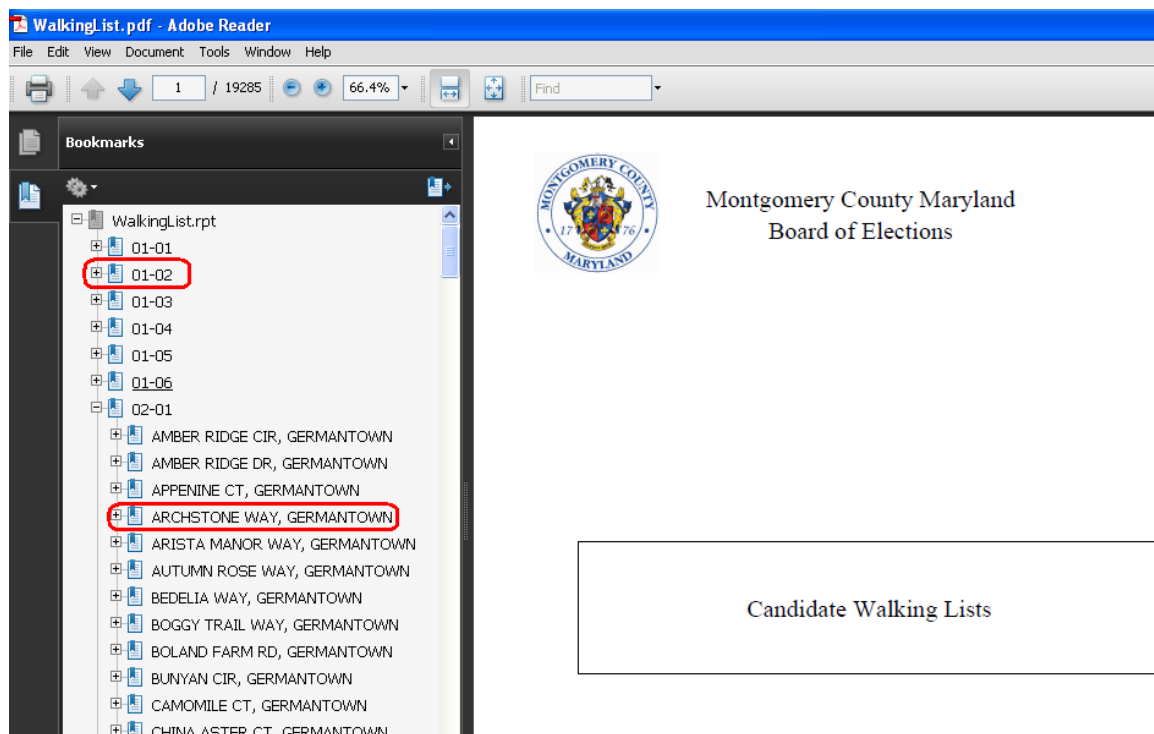 WalkingList.pdf - Adobe Reader
File Edit View Document Tools Window Help
1 / 19285 66.4% Find
Bookmarks
WalkingList.rpt
01-01
01-02
01-03
01-04
01-05
01-06
02-01
AMBER RIDGE CIR, GERMANTOWN
AMBER RIDGE DR, GERMANTOWN
APPENINE CT, GERMANTOWN
ARCHSTONE WAY, GERMANTOWN
ARISTA MANOR WAY, GERMANTOWN
AUTUMN ROSE WAY, GERMANTOWN
BEDELIA WAY, GERMANTOWN
BOGGY TRAIL WAY, GERMANTOWN
BOLAND FARM RD, GERMANTOWN
BUNYAN CIR, GERMANTOWN
CAMOMILE CT, GERMANTOWN
CHINA ASTER CT, GERMANTOWN
MONTGOMERY COUNTY
17 76
MARYLAND
Montgomery County Maryland
Board of Elections
Candidate Walking Lists